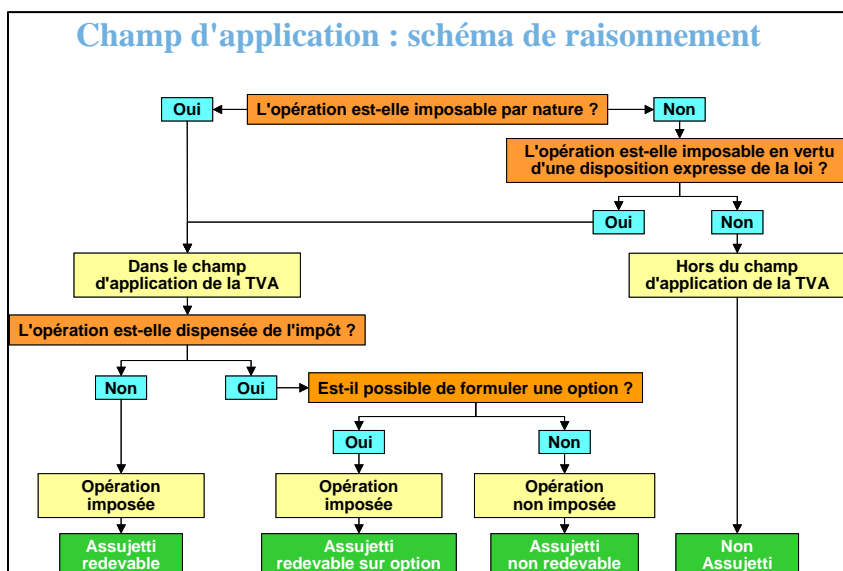 Champ d'application : schéma de raisonnement
Oui
L'opération est-elle imposable par nature ?
Non
L'opération est-elle imposable en vertu
d'une disposition expresse de la loi ?
Oui
Non
Dans le champ
d'application de la TVA
Hors du champ
d'application de la TVA
L'opération est-elle dispensée de l'impôt ?
Non
Oui
Est-il possible de formuler une option ?
Oui
Non
Opération
imposée
Opération
imposée
Opération
non imposée
Assujetti
redevable
Assujetti
redevable sur option
Assujetti
non redevable
Non
Assujetti